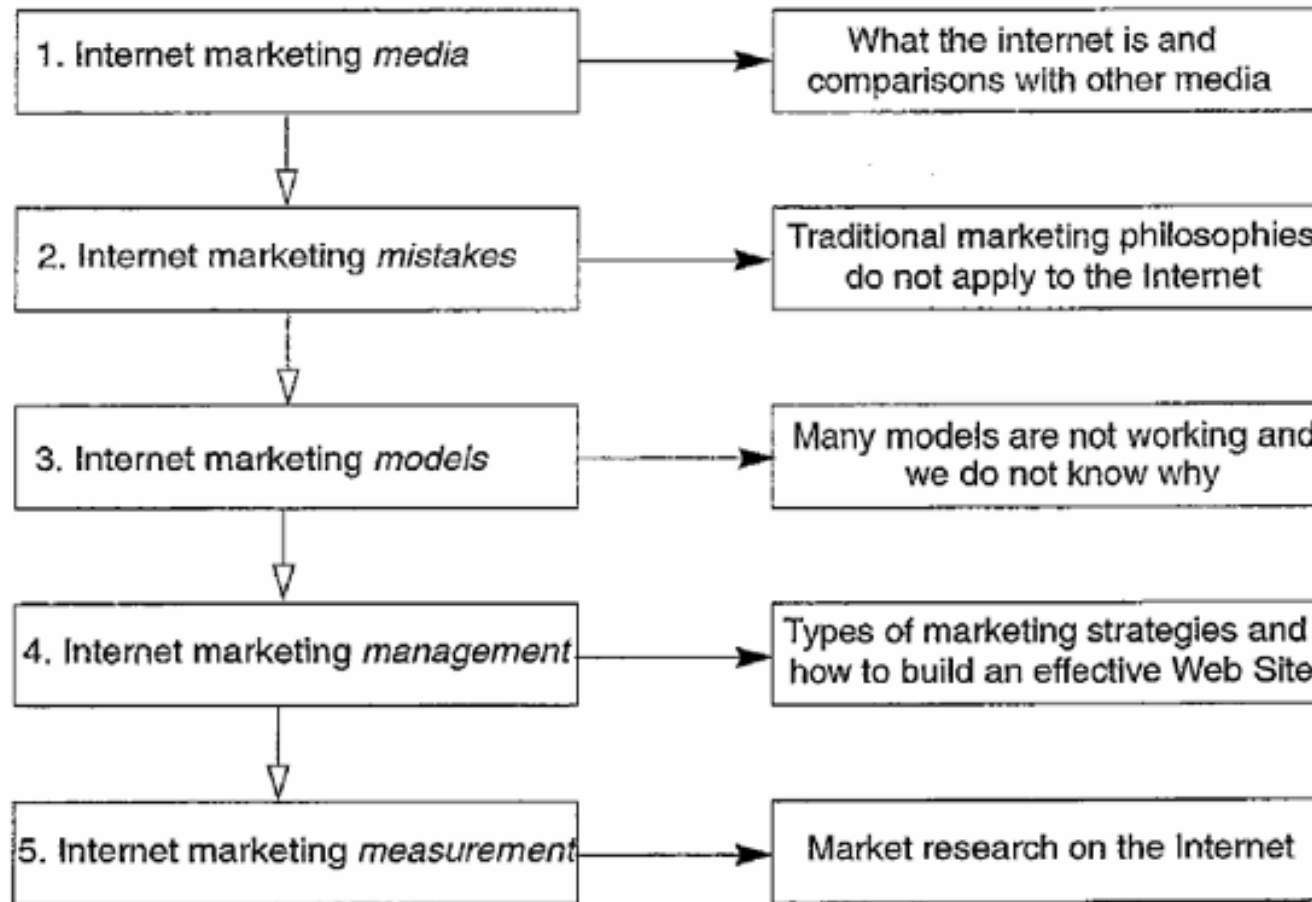 1. Internet marketing media
What the internet is and
comparisons with other media
2. Internet marketing mistakes
Traditional marketing philosophies
do not apply to the Internet
3. Internet marketing models
Many models are not working and
we do not know why
4. Internet marketing management
Types of marketing strategies and
how to build an effective Web Site
5. Internet marketing measurement
Market research on the Internet